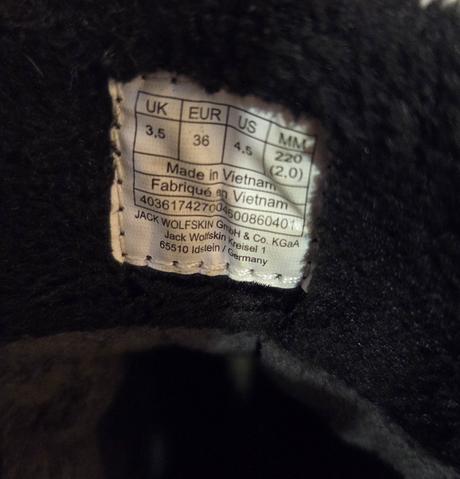 UK EUR US MM
3.5 36 4.5 220
(2,0)
Made in Vietnam
Fabriqué en Vietnam
JACK WOLFSKIN GmbH & Co. KGaA
Jack Wolfskin Kreisel 1
65510 Idstein / Germany